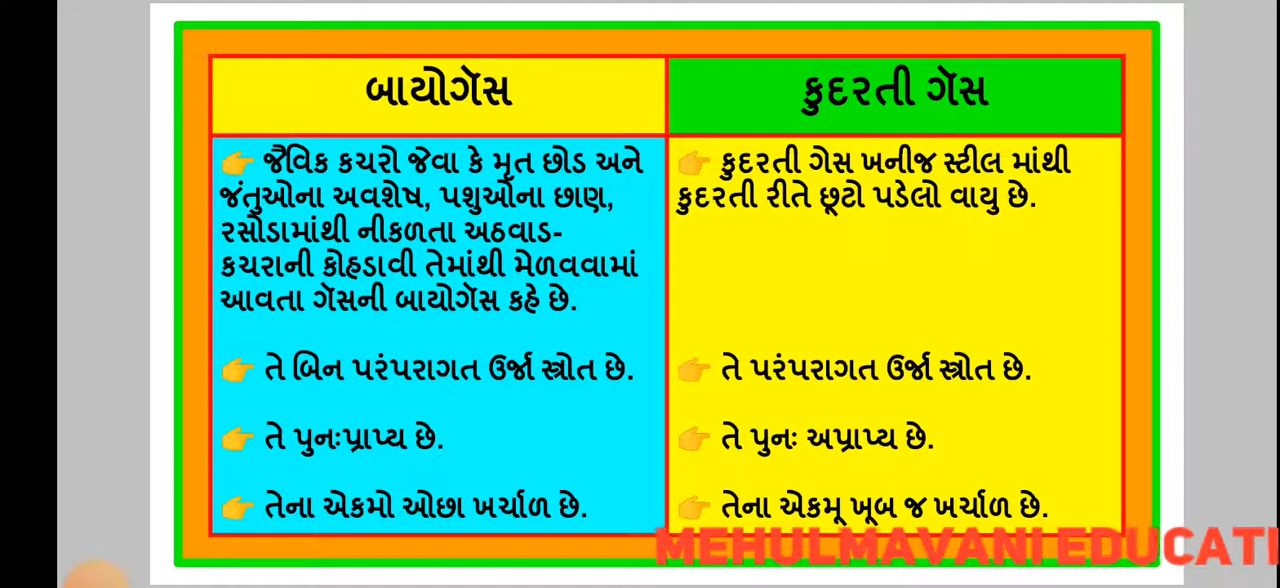 બાયોગૅસ
કુદરતી ગૅસ
👉 જૈવિક કચરો જેવા કે મૃત છોડ અને
જંતુઓના અવશેષ, પશુઓના છાણ,
રસોડામાંથી નીકળતા અઠવાડ-
કચરાની કોહડાવી તેમાંથી મેળવવામાં
આવતા ગૅસની બાયોગૅસ કહે છે.
👉 તે બિન પરંપરાગત ઉર્જા સ્ત્રોત છે.
👉 તે પુનઃપ્રાપ્ય છે.
👉 તેના એકમો ઓછા ખર્ચાળ છે.
👉 કુદરતી ગેસ ખનીજ સ્ટીલ માંથી
કુદરતી રીતે છૂટો પડેલો વાયુ છે.
👉 તે પરંપરાગત ઉર્જા સ્ત્રોત છે.
👉 તે પુનઃ અપ્રાપ્ય છે.
👉 તેના એકમૂ ખૂબ જ ખર્ચાળ છે.
MEHULMAVANI EDUCATI